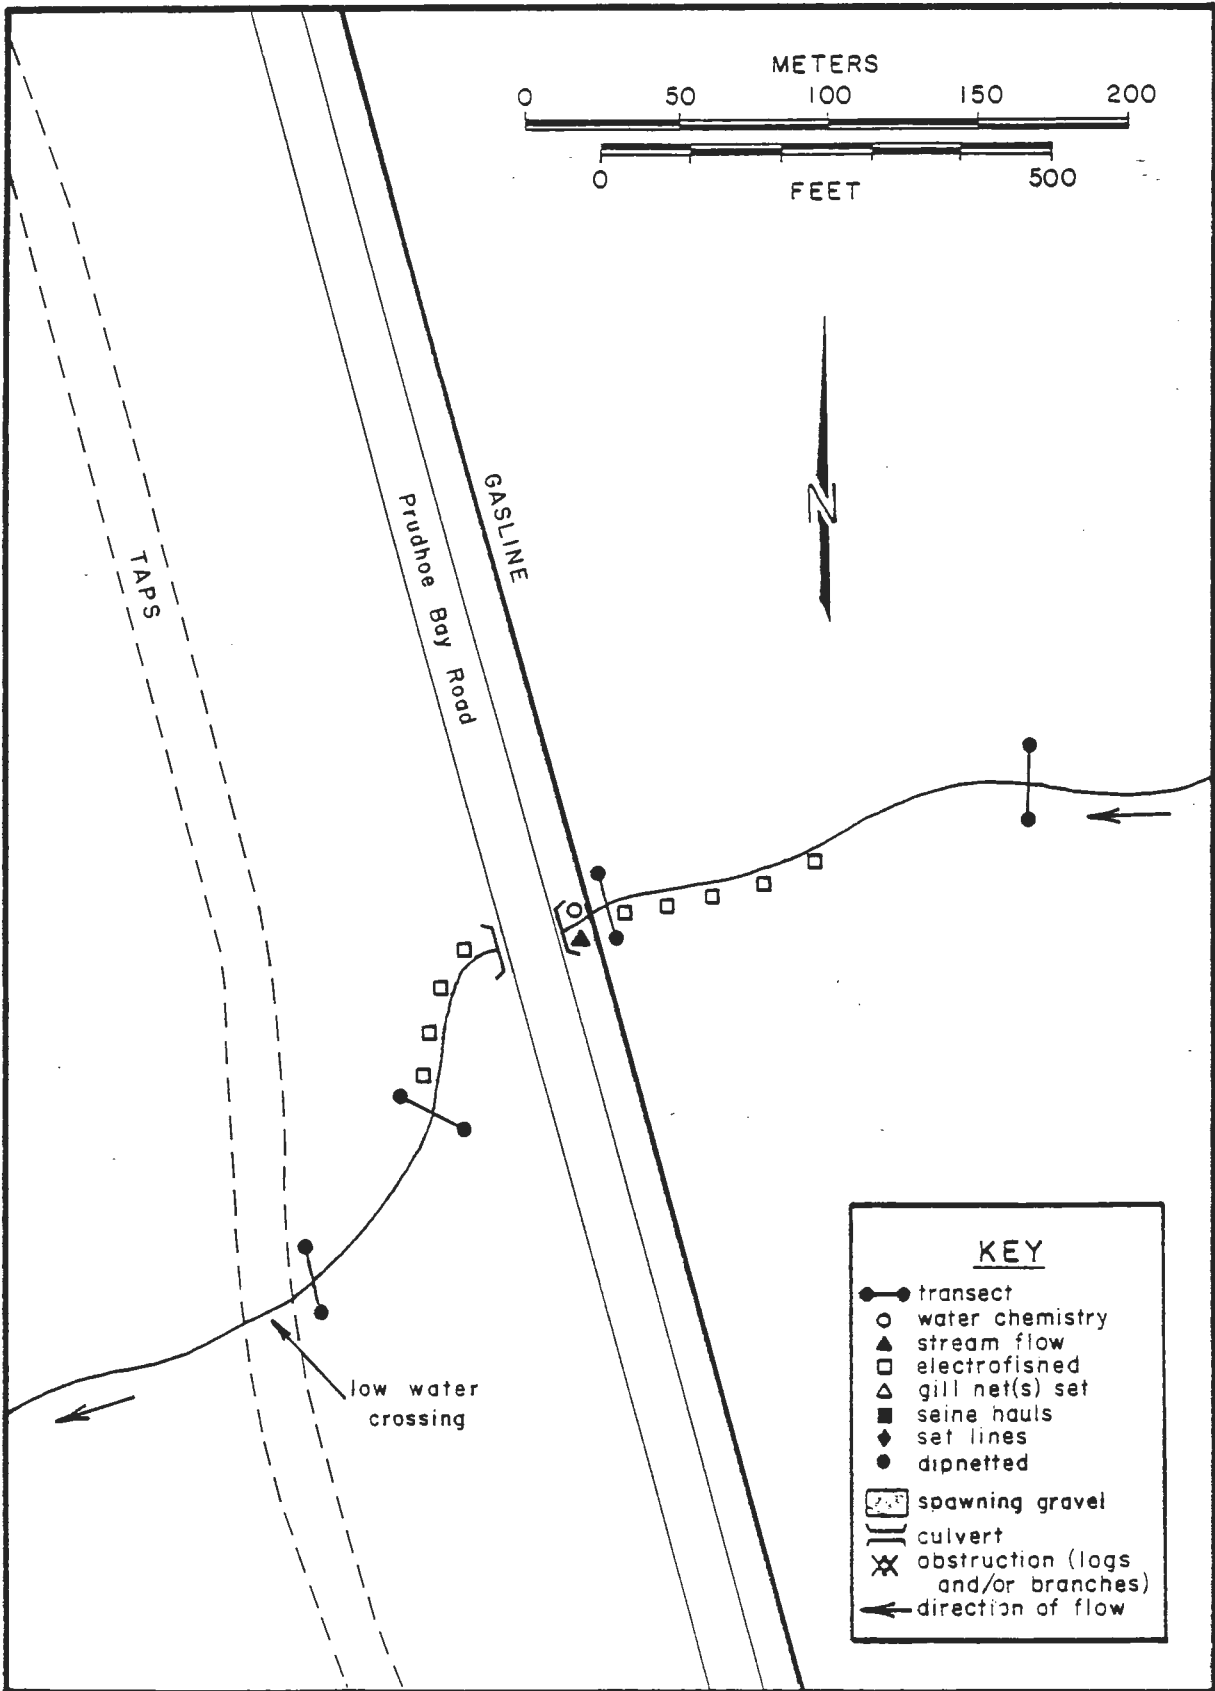 METERS
0 50 100 150 200
0 500
FEET
N
GASLINE
Prudhoe Bay Road
TAPS
low water
crossing
KEY
transect
water chemistry
stream flow
electrofisned
gill net(s) set
seine hauls
set lines
dipnetted
spawning gravel
culvert
obstruction (logs
and/or branches)
direction of flow